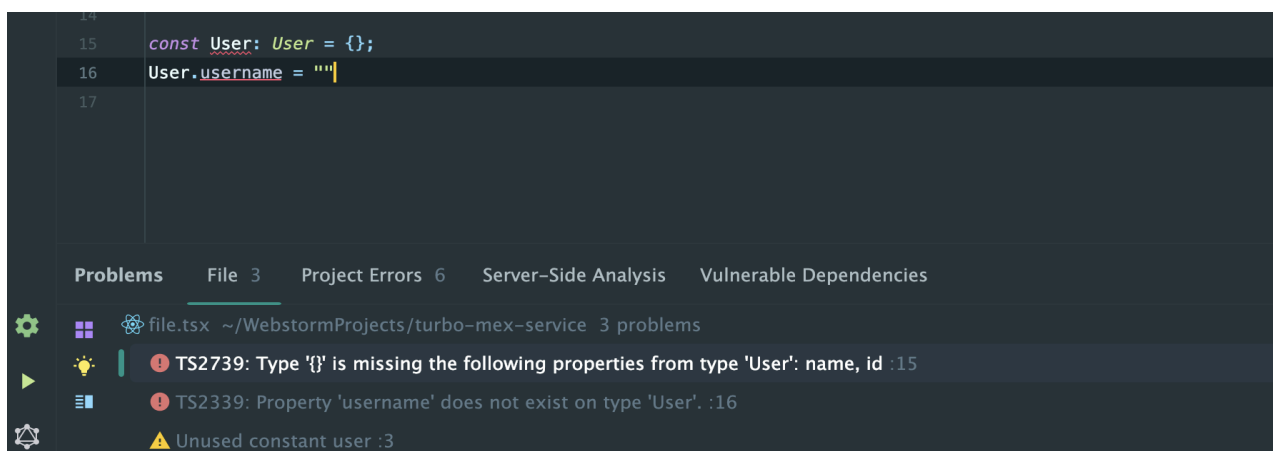 14
15 const User: User = {};
16 User.username = ""
17
Problems File 3 Project Errors 6 Server-Side Analysis Vulnerable Dependencies
file.tsx ~/WebstormProjects/turbo-mex-service 3 problems
TS2739: Type '{}' is missing the following properties from type 'User': name, id :15
TS2339: Property 'username' does not exist on type 'User'. :16
Unused constant user :3